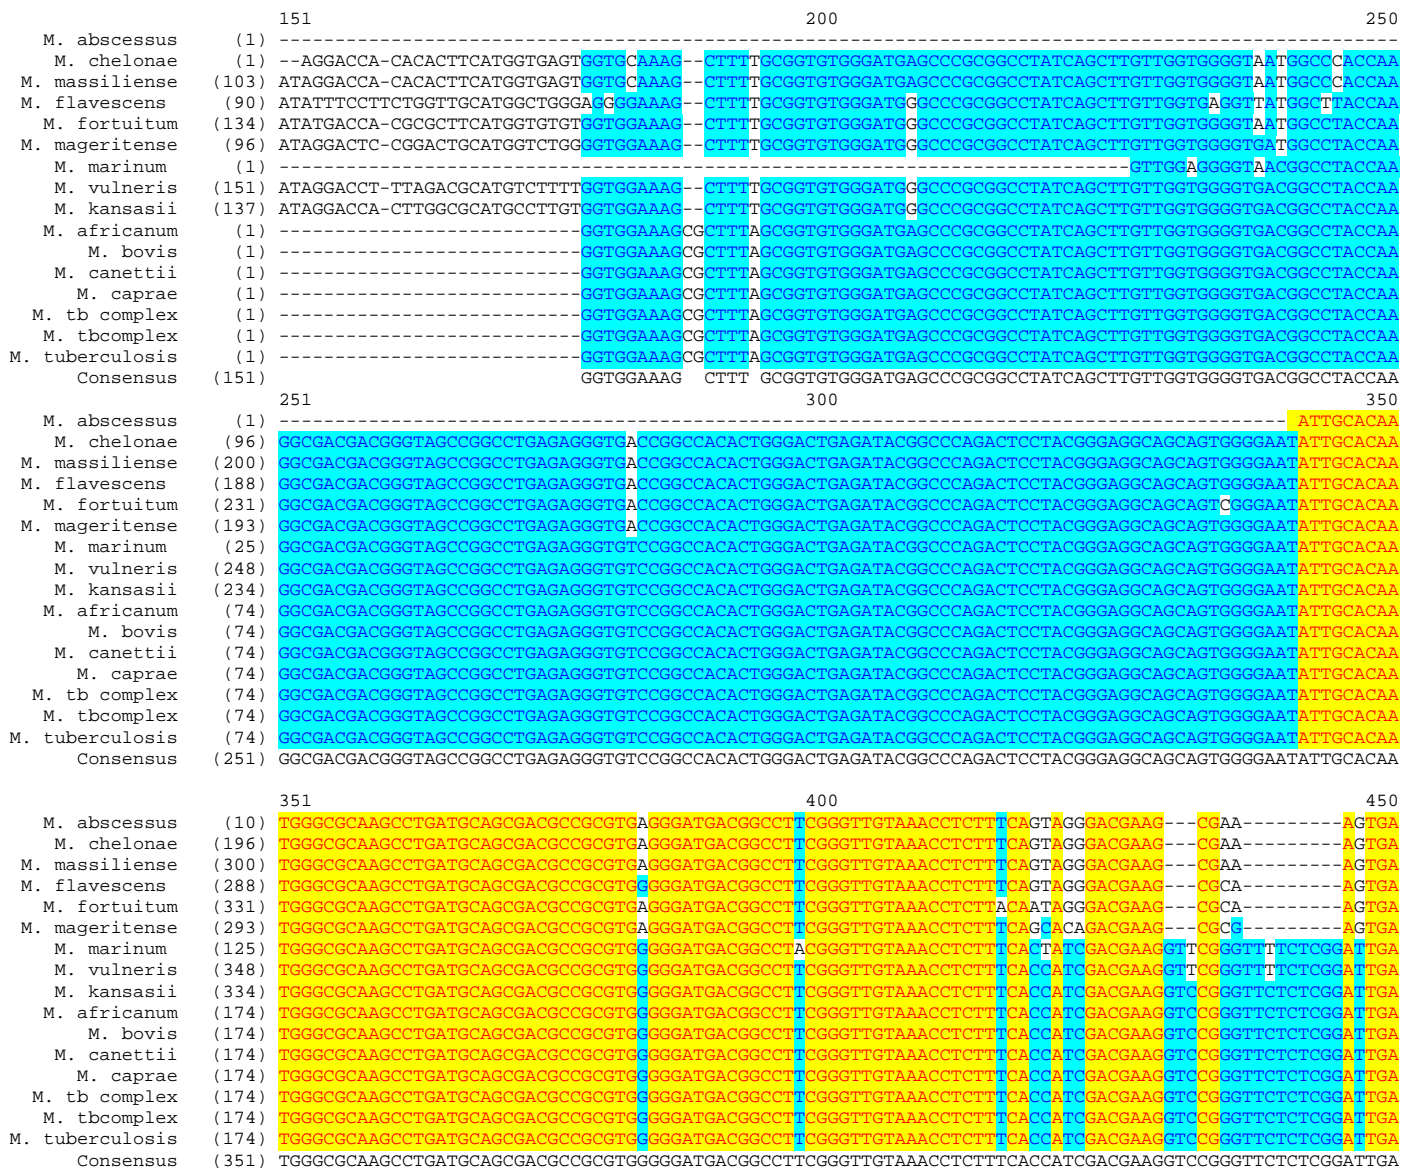 151 200 250
M. abscessus (1) ----------------------------------------------------------------------------------------------------
M. chelonae (1) --AGGACCA-CACACTTCATGGTGAGTGGTGCAAAG--CTTTTGCGGTGTGGGATGAGCCCGCGGCCTATCAGCTTGTTGGTGGGGTAATGGCCCACCAA
M. massiliense (103) ATAGGACCA-CACACTTCATGGTGAGTGGTGCAAAG--CTTTTGCGGTGTGGGATGAGCCCGCGGCCTATCAGCTTGTTGGTGGGGTAATGGCCCACCAA
M. flavescens (90) ATATTTCCTTCTGGTTGCATGGCTGGGAGGGGAAAG--CTTTTGCGGTGTGGGATGGGCCCGCGGCCTATCAGCTTGTTGGTGAGGTTATGGCTTACCAA
M. fortuitum (134) ATATGACCA-CGCGCTTCATGGTGTGTGGTGGAAAG--CTTTTGCGGTGTGGGATGGGCCCGCGGCCTATCAGCTTGTTGGTGGGGTAATGGCCTACCAA
M. mageritense (96) ATAGGACTC-CGGACTGCATGGTCTGGGGTGGAAAG--CTTTTGCGGTGTGGGATGGGCCCGCGGCCTATCAGCTTGTTGGTGGGGTGATGGCCTACCAA
M. marinum (1) ----------------------------------------------------------------------------GTTGGAGGGGTAACGGCCTACCAA
M. vulneris (151) ATAGGACCT-TTAGACGCATGTCTTTTGGTGGAAAG--CTTTTGCGGTGTGGGATGGGCCCGCGGCCTATCAGCTTGTTGGTGGGGTGACGGCCTACCAA
M. kansasii (137) ATAGGACCA-CTTGGCGCATGCCTTGTGGTGGAAAG--CTTTTGCGGTGTGGGATGGGCCCGCGGCCTATCAGCTTGTTGGTGGGGTGACGGCCTACCAA
M. africanum (1) ---------------------------GGTGGAAAGCGCTTTAGCGGTGTGGGATGAGCCCGCGGCCTATCAGCTTGTTGGTGGGGTGACGGCCTACCAA
M. bovis (1) ---------------------------GGTGGAAAGCGCTTTAGCGGTGTGGGATGAGCCCGCGGCCTATCAGCTTGTTGGTGGGGTGACGGCCTACCAA
M. canettii (1) ---------------------------GGTGGAAAGCGCTTTAGCGGTGTGGGATGAGCCCGCGGCCTATCAGCTTGTTGGTGGGGTGACGGCCTACCAA
M. caprae (1) ---------------------------GGTGGAAAGCGCTTTAGCGGTGTGGGATGAGCCCGCGGCCTATCAGCTTGTTGGTGGGGTGACGGCCTACCAA
M. tb complex (1) ---------------------------GGTGGAAAGCGCTTTAGCGGTGTGGGATGAGCCCGCGGCCTATCAGCTTGTTGGTGGGGTGACGGCCTACCAA
M. tbcomplex (1) ---------------------------GGTGGAAAGCGCTTTAGCGGTGTGGGATGAGCCCGCGGCCTATCAGCTTGTTGGTGGGGTGACGGCCTACCAA
M. tuberculosis (1) ---------------------------GGTGGAAAGCGCTTTAGCGGTGTGGGATGAGCCCGCGGCCTATCAGCTTGTTGGTGGGGTGACGGCCTACCAA
Consensus (151) GGTGGAAAG  CTTT GCGGTGTGGGATGAGCCCGCGGCCTATCAGCTTGTTGGTGGGGTGACGGCCTACCAA
251 300 350
M. abscessus (1) ------------------------------------------------------------------------------------------ATTGCACAA
M. chelonae (96) GGCGACGACGGGTAGCCGGCCTGAGAGGGTGACCGGCCACACTGGGACTGAGATACGGCCCAGACTCCTACGGGAGGCAGCAGTGGGGAATATTGCACAA
M. massiliense (200) GGCGACGACGGGTAGCCGGCCTGAGAGGGTGACCGGCCACACTGGGACTGAGATACGGCCCAGACTCCTACGGGAGGCAGCAGTGGGGAATATTGCACAA
M. flavescens (188) GGCGACGACGGGTAGCCGGCCTGAGAGGGTGACCGGCCACACTGGGACTGAGATACGGCCCAGACTCCTACGGGAGGCAGCAGTGGGGAATATTGCACAA
M. fortuitum (231) GGCGACGACGGGTAGCCGGCCTGAGAGGGTGACCGGCCACACTGGGACTGAGATACGGCCCAGACTCCTACGGGAGGCAGCAGTCGGGAATATTGCACAA
M. mageritense (193) GGCGACGACGGGTAGCCGGCCTGAGAGGGTGACCGGCCACACTGGGACTGAGATACGGCCCAGACTCCTACGGGAGGCAGCAGTGGGGAATATTGCACAA
M. marinum (25) GGCGACGACGGGTAGCCGGCCTGAGAGGGTGTCCGGCCACACTGGGACTGAGATACGGCCCAGACTCCTACGGGAGGCAGCAGTGGGGAATATTGCACAA
M. vulneris (248) GGCGACGACGGGTAGCCGGCCTGAGAGGGTGTCCGGCCACACTGGGACTGAGATACGGCCCAGACTCCTACGGGAGGCAGCAGTGGGGAATATTGCACAA
M. kansasii (234) GGCGACGACGGGTAGCCGGCCTGAGAGGGTGTCCGGCCACACTGGGACTGAGATACGGCCCAGACTCCTACGGGAGGCAGCAGTGGGGAATATTGCACAA
M. africanum (74) GGCGACGACGGGTAGCCGGCCTGAGAGGGTGTCCGGCCACACTGGGACTGAGATACGGCCCAGACTCCTACGGGAGGCAGCAGTGGGGAATATTGCACAA
M. bovis (74) GGCGACGACGGGTAGCCGGCCTGAGAGGGTGTCCGGCCACACTGGGACTGAGATACGGCCCAGACTCCTACGGGAGGCAGCAGTGGGGAATATTGCACAA
M. canettii (74) GGCGACGACGGGTAGCCGGCCTGAGAGGGTGTCCGGCCACACTGGGACTGAGATACGGCCCAGACTCCTACGGGAGGCAGCAGTGGGGAATATTGCACAA
M. caprae (74) GGCGACGACGGGTAGCCGGCCTGAGAGGGTGTCCGGCCACACTGGGACTGAGATACGGCCCAGACTCCTACGGGAGGCAGCAGTGGGGAATATTGCACAA
M. tb complex (74) GGCGACGACGGGTAGCCGGCCTGAGAGGGTGTCCGGCCACACTGGGACTGAGATACGGCCCAGACTCCTACGGGAGGCAGCAGTGGGGAATATTGCACAA
M. tbcomplex (74) GGCGACGACGGGTAGCCGGCCTGAGAGGGTGTCCGGCCACACTGGGACTGAGATACGGCCCAGACTCCTACGGGAGGCAGCAGTGGGGAATATTGCACAA
M. tuberculosis (74) GGCGACGACGGGTAGCCGGCCTGAGAGGGTGTCCGGCCACACTGGGACTGAGATACGGCCCAGACTCCTACGGGAGGCAGCAGTGGGGAATATTGCACAA
Consensus (251) GGCGACGACGGGTAGCCGGCCTGAGAGGGTGTCCGGCCACACTGGGACTGAGATACGGCCCAGACTCCTACGGGAGGCAGCAGTGGGGAATATTGCACAA
351 400 450
M. abscessus (10) TGGGCGCAAGCCTGATGCAGCGACGCCGCGTGAGGGATGACGGCCTTCGGGTTGTAAACCTCTTTCAGTAGGGACGAAG---CGAA---------AGTGA
M. chelonae (196) TGGGCGCAAGCCTGATGCAGCGACGCCGCGTGAGGGATGACGGCCTTCGGGTTGTAAACCTCTTTCAGTAGGGACGAAG---CGAA---------AGTGA
M. massiliense (300) TGGGCGCAAGCCTGATGCAGCGACGCCGCGTGAGGGATGACGGCCTTCGGGTTGTAAACCTCTTTCAGTAGGGACGAAG---CGAA---------AGTGA
M. flavescens (288) TGGGCGCAAGCCTGATGCAGCGACGCCGCGTGGGGGATGACGGCCTTCGGGTTGTAAACCTCTTTCAGTAGGGACGAAG---CGCA---------AGTGA
M. fortuitum (331) TGGGCGCAAGCCTGATGCAGCGACGCCGCGTGAGGGATGACGGCCTTCGGGTTGTAAACCTCTTACAATAGGGACGAAG---CGCA---------AGTGA
M. mageritense (293) TGGGCGCAAGCCTGATGCAGCGACGCCGCGTGAGGGATGACGGCCTTCGGGTTGTAAACCTCTTTCAGCACAGACGAAG---CGCG---------AGTGA
M. marinum (125) TGGGCGCAAGCCTGATGCAGCGACGCCGCGTGGGGGATGACGGCCTACGGGTTGTAAACCTCTTTCACTATCGACGAAGGTTCGGGTTTTCTCGGATTGA
M. vulneris (348) TGGGCGCAAGCCTGATGCAGCGACGCCGCGTGGGGGATGACGGCCTTCGGGTTGTAAACCTCTTTCACCATCGACGAAGGTTCGGGTTTTCTCGGATTGA
M. kansasii (334) TGGGCGCAAGCCTGATGCAGCGACGCCGCGTGGGGGATGACGGCCTTCGGGTTGTAAACCTCTTTCACCATCGACGAAGGTCCGGGTTCTCTCGGATTGA
M. africanum (174) TGGGCGCAAGCCTGATGCAGCGACGCCGCGTGGGGGATGACGGCCTTCGGGTTGTAAACCTCTTTCACCATCGACGAAGGTCCGGGTTCTCTCGGATTGA
M. bovis (174) TGGGCGCAAGCCTGATGCAGCGACGCCGCGTGGGGGATGACGGCCTTCGGGTTGTAAACCTCTTTCACCATCGACGAAGGTCCGGGTTCTCTCGGATTGA
M. canettii (174) TGGGCGCAAGCCTGATGCAGCGACGCCGCGTGGGGGATGACGGCCTTCGGGTTGTAAACCTCTTTCACCATCGACGAAGGTCCGGGTTCTCTCGGATTGA
M. caprae (174) TGGGCGCAAGCCTGATGCAGCGACGCCGCGTGGGGGATGACGGCCTTCGGGTTGTAAACCTCTTTCACCATCGACGAAGGTCCGGGTTCTCTCGGATTGA
M. tb complex (174) TGGGCGCAAGCCTGATGCAGCGACGCCGCGTGGGGGATGACGGCCTTCGGGTTGTAAACCTCTTTCACCATCGACGAAGGTCCGGGTTCTCTCGGATTGA
M. tbcomplex (174) TGGGCGCAAGCCTGATGCAGCGACGCCGCGTGGGGGATGACGGCCTTCGGGTTGTAAACCTCTTTCACCATCGACGAAGGTCCGGGTTCTCTCGGATTGA
M. tuberculosis (174) TGGGCGCAAGCCTGATGCAGCGACGCCGCGTGGGGGATGACGGCCTTCGGGTTGTAAACCTCTTTCACCATCGACGAAGGTCCGGGTTCTCTCGGATTGA
Consensus (351) TGGGCGCAAGCCTGATGCAGCGACGCCGCGTGGGGGATGACGGCCTTCGGGTTGTAAACCTCTTTCACCATCGACGAAGGTCCGGGTTCTCTCGGATTGA